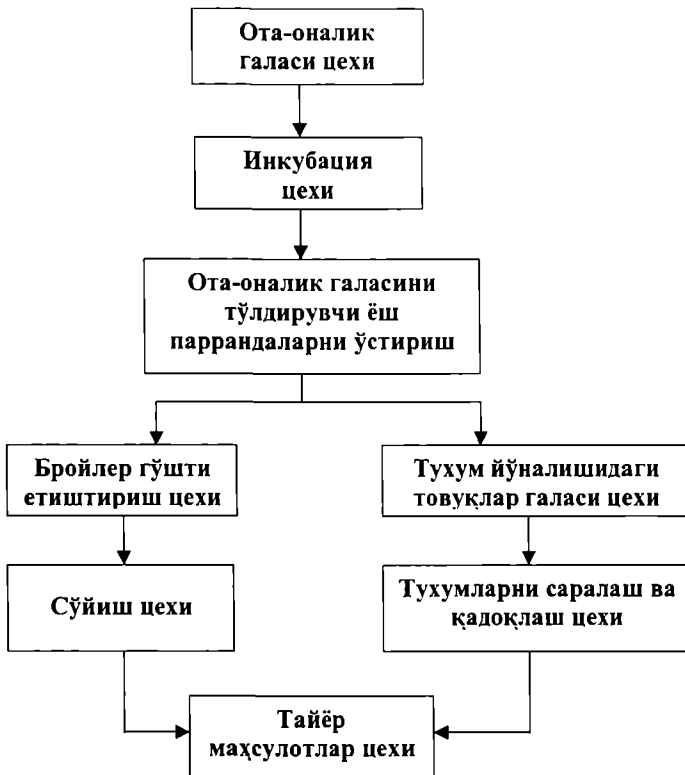 Ота-оналик
галаси цехи
Инкубация
цехи
Ота-оналик галасини
тўлдирувчи ёш
паррандаларни ўстириш
Бройлер гўшти
етиштириш цехи
Тухум йўналишидаги
товуқлар галаси цехи
Сўйиш цехи
Тухумларни саралаш ва
қадоқлаш цехи
Тайёр
маҳсулотлар цехи